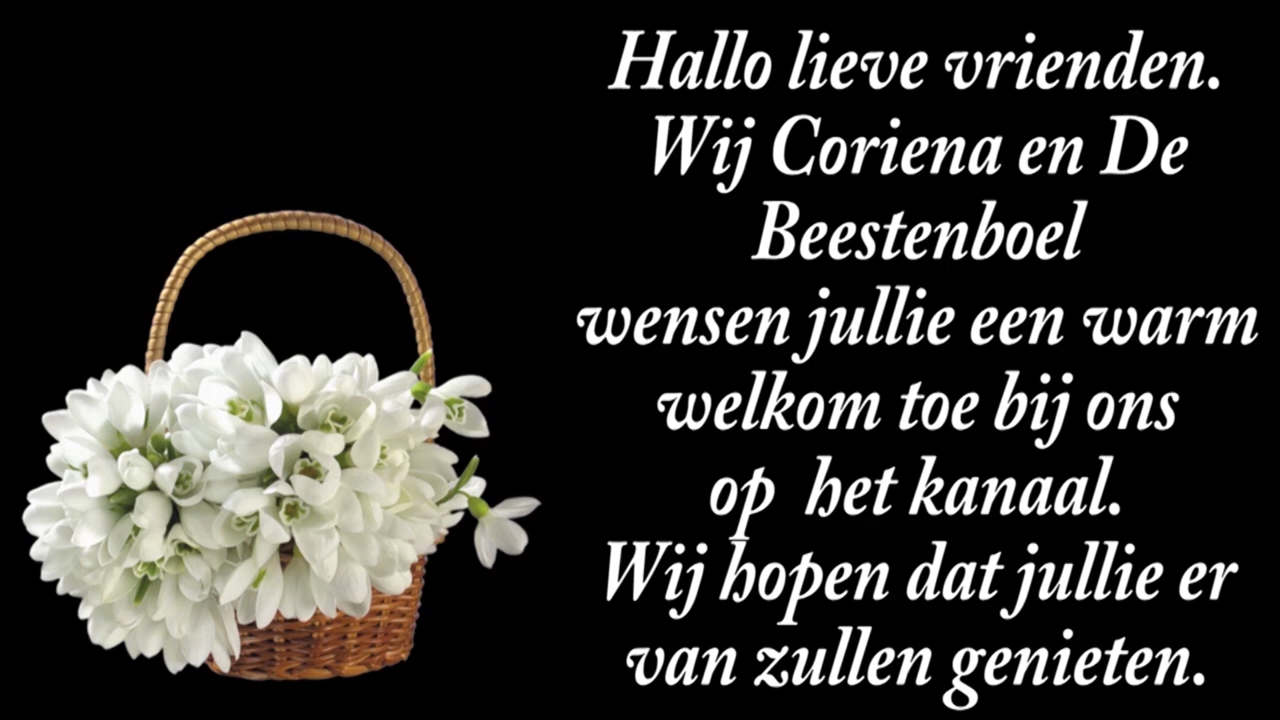 Hallo lieve vrienden.
Wij Coriena en De
Beestenboel
wensen jullie een warm
welkom toe bij ons
op het kanaal.
Wij hopen dat jullie er
van zullen genieten.